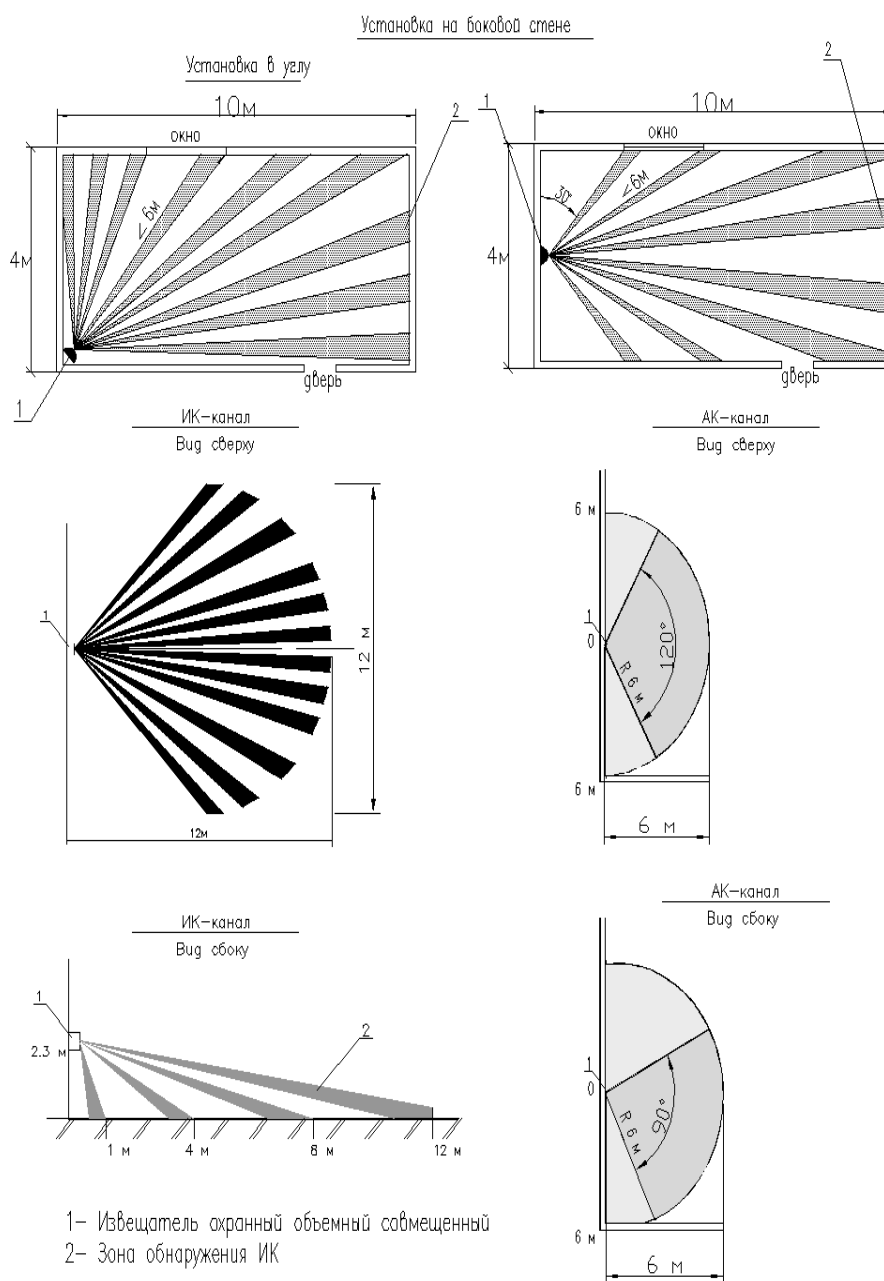 Установка на боковой стене
Установка в углу
2
1
10м
2
10м
окно
окно
< 6м
30°
< 6м
4м
4м
дверь
дверь
1
ИК-канал
Вид сверху
АК-канал
Вид сверху
6 м
1
0
120°
R 6 м
6 м
6 м
1
12 м
12м
ИК-канал
Вид сбоку
АК-канал
Вид сбоку
1
2.3 м
2
1 м
4 м
8 м
12 м
1
0
90°
R 6 м
6 м
6 м
1- Извещатель охранный объемный совмещенный
2- Зона обнаружения ИК